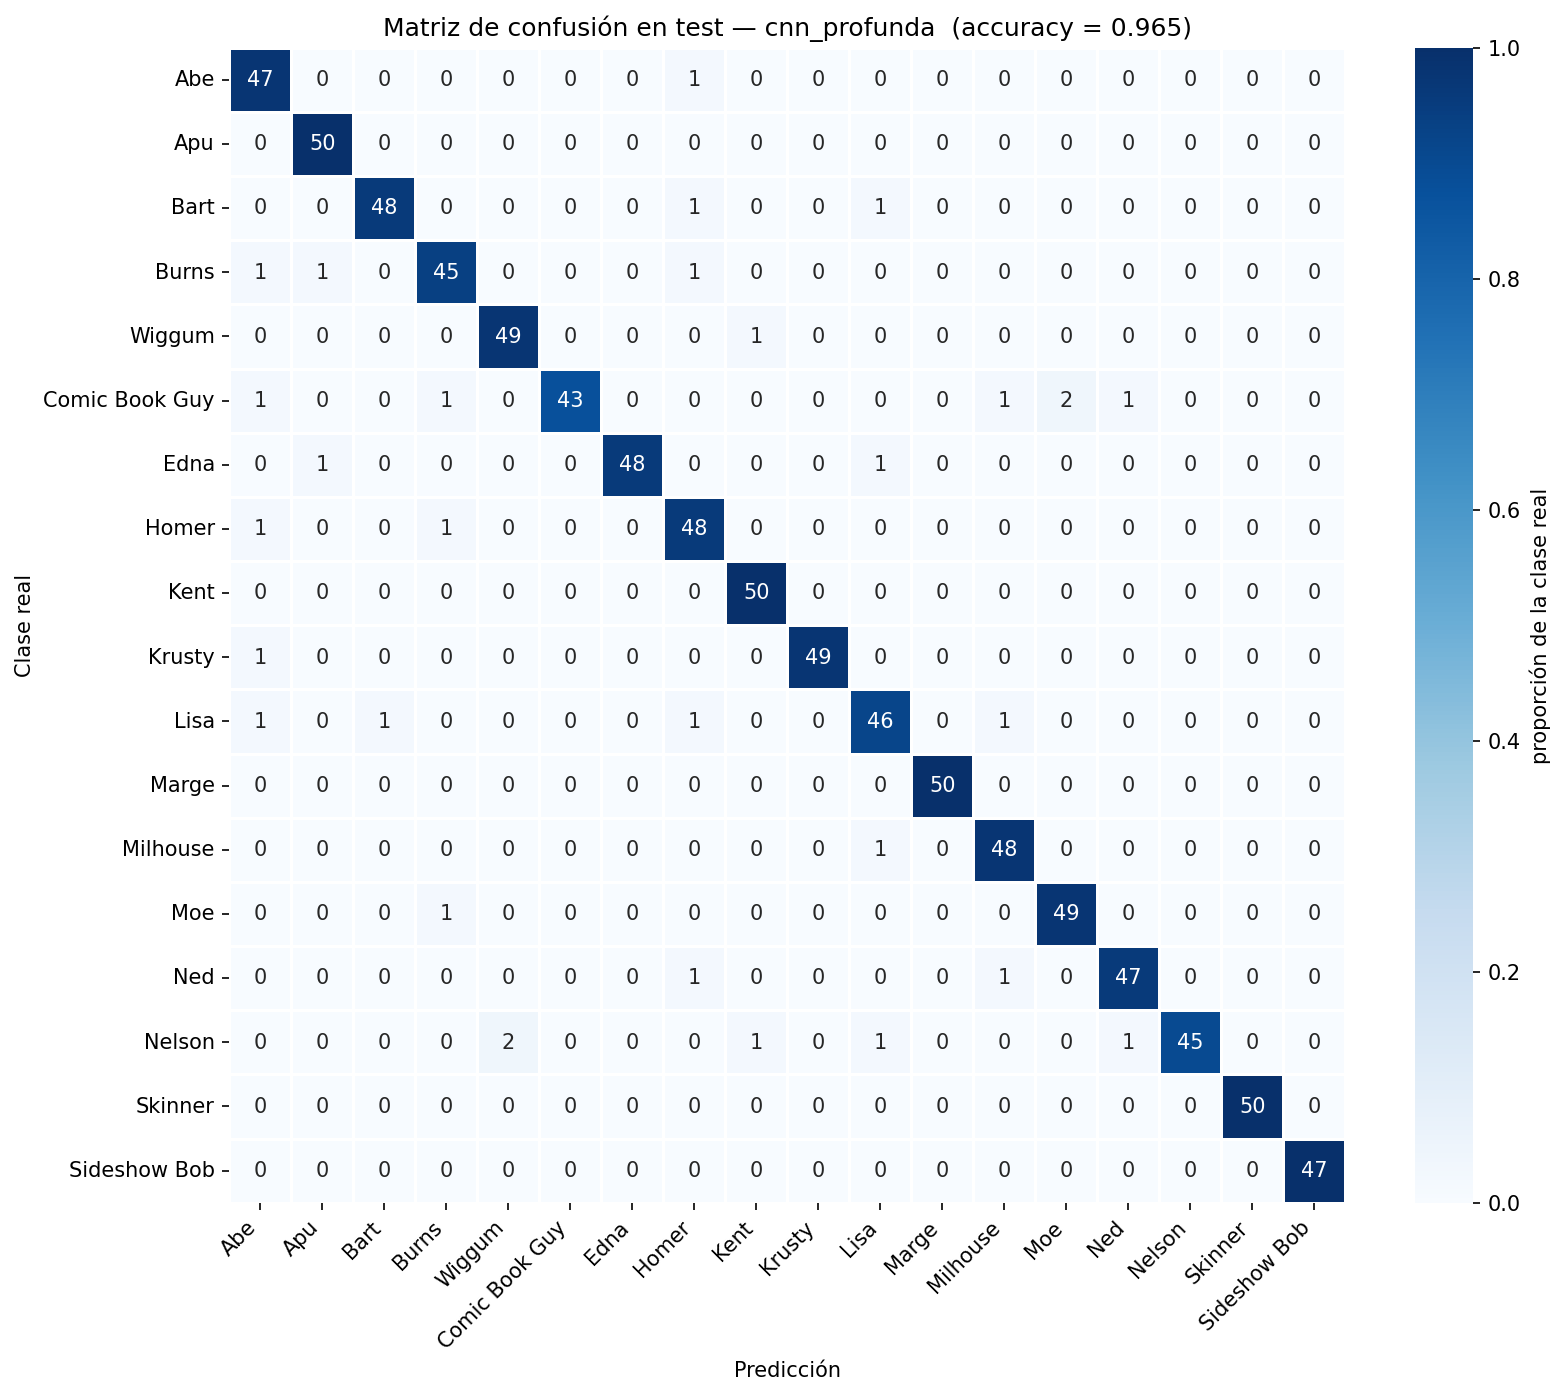 Matriz de confusión en test — cnn_profunda (accuracy = 0.965)
Abe 47 0 0 0 0 0 0 1 0 0 0 0 0 0 0 0 0 0
Apu 0 50 0 0 0 0 0 0 0 0 0 0 0 0 0 0 0 0
Bart 0 0 48 0 0 0 0 1 0 0 1 0 0 0 0 0 0 0
Burns 1 1 0 45 0 0 0 1 0 0 0 0 0 0 0 0 0 0
Wiggum 0 0 0 0 49 0 0 0 1 0 0 0 0 0 0 0 0 0
Comic Book Guy 1 0 0 1 0 43 0 0 0 0 0 0 1 2 1 0 0 0
Edna 0 1 0 0 0 0 48 0 0 0 1 0 0 0 0 0 0 0
Homer 1 0 0 1 0 0 0 48 0 0 0 0 0 0 0 0 0 0
Kent 0 0 0 0 0 0 0 0 50 0 0 0 0 0 0 0 0 0
Krusty 1 0 0 0 0 0 0 0 0 49 0 0 0 0 0 0 0 0
Lisa 1 0 1 0 0 0 0 1 0 0 46 0 1 0 0 0 0 0
Marge 0 0 0 0 0 0 0 0 0 0 0 50 0 0 0 0 0 0
Milhouse 0 0 0 0 0 0 0 0 0 0 1 0 48 0 0 0 0 0
Moe 0 0 0 1 0 0 0 0 0 0 0 0 0 49 0 0 0 0
Ned 0 0 0 0 0 0 0 1 0 0 0 0 1 0 47 0 0 0
Nelson 0 0 0 0 2 0 0 0 1 0 1 0 0 0 1 45 0 0
Skinner 0 0 0 0 0 0 0 0 0 0 0 0 0 0 0 0 50 0
Sideshow Bob 0 0 0 0 0 0 0 0 0 0 0 0 0 0 0 0 0 47
Clase real
Abe
Apu
Bart
Burns
Wiggum
Comic Book Guy
Edna
Homer
Kent
Krusty
Lisa
Marge
Milhouse
Moe
Ned
Nelson
Skinner
Sideshow Bob
Predicción
1.0
0.8
0.6
0.4
0.2
0.0
proporción de la clase real